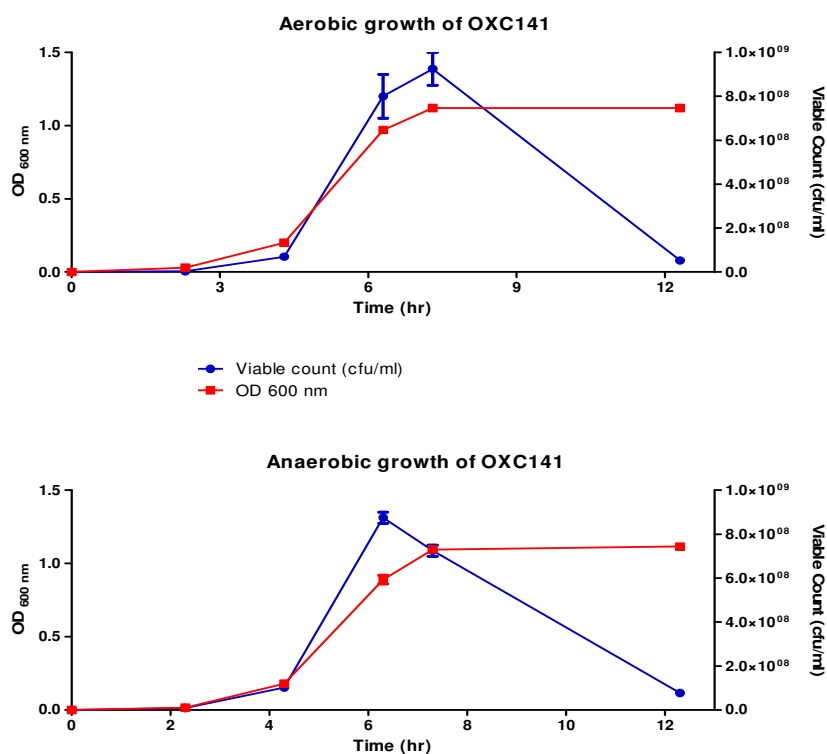 Aerobic growth of OXC141
1.5
1.0
0.5
0.0
OD 600 nm
1.0×10⁰⁹
8.0×10⁰⁸
6.0×10⁰⁸
4.0×10⁰⁸
2.0×10⁰⁸
0.0
Viable Count (cfu/ml)
0 3 6 9 12
Time (hr)
Viable count (cfu/ml)
OD 600 nm
Anaerobic growth of OXC141
1.5
1.0
0.5
0.0
OD 600 nm
1.0×10⁰⁹
8.0×10⁰⁸
6.0×10⁰⁸
4.0×10⁰⁸
2.0×10⁰⁸
0.0
Viable Count (cfu/ml)
0 2 4 6 8 10 12
Time (hr)